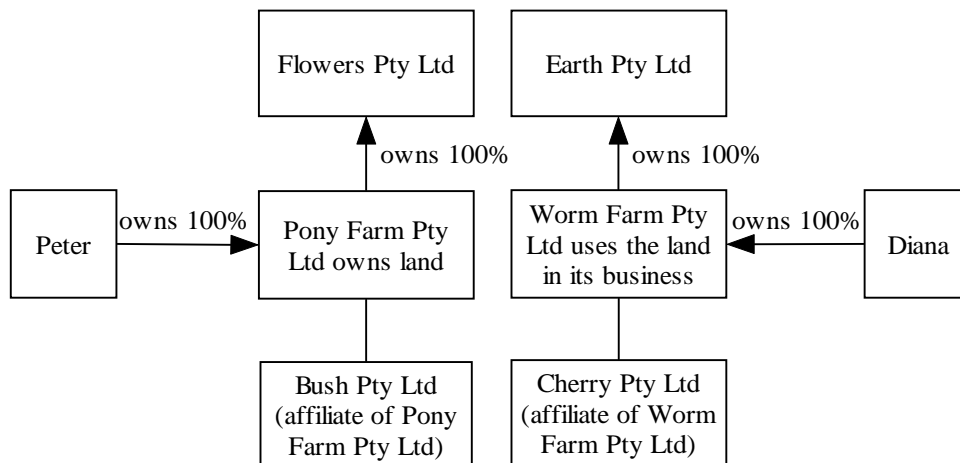 Flowers Pty Ltd
Earth Pty Ltd
owns 100%
owns 100%
Peter
owns 100%
Pony Farm Pty
Ltd owns land
Worm Farm Pty
Ltd uses the land
in its business
owns 100%
Diana
Bush Pty Ltd
(affiliate of Pony
Farm Pty Ltd)
Cherry Pty Ltd
(affiliate of Worm
Farm Pty Ltd)